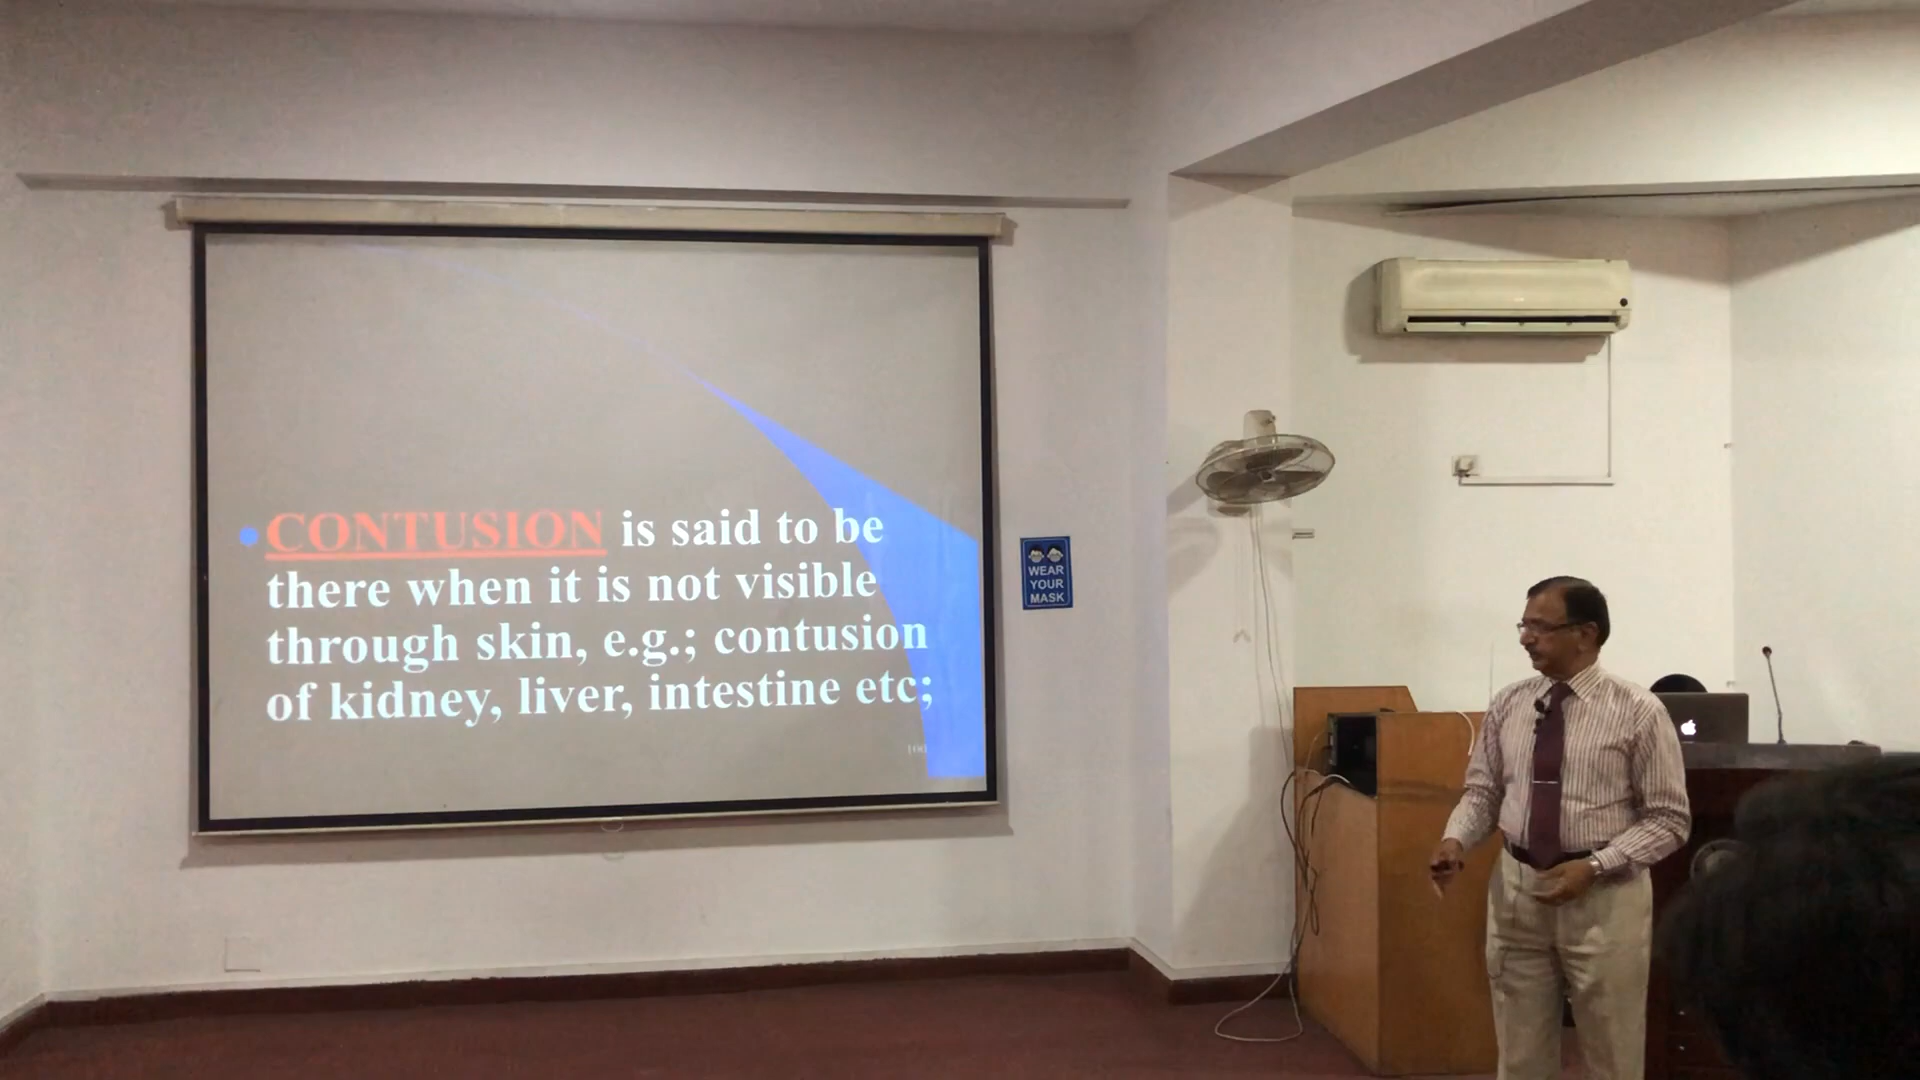 CONTUSION is said to be
there when it is not visible
through skin, e.g.; contusion
of kidney, liver, intestine etc;
WEAR
YOUR
MASK